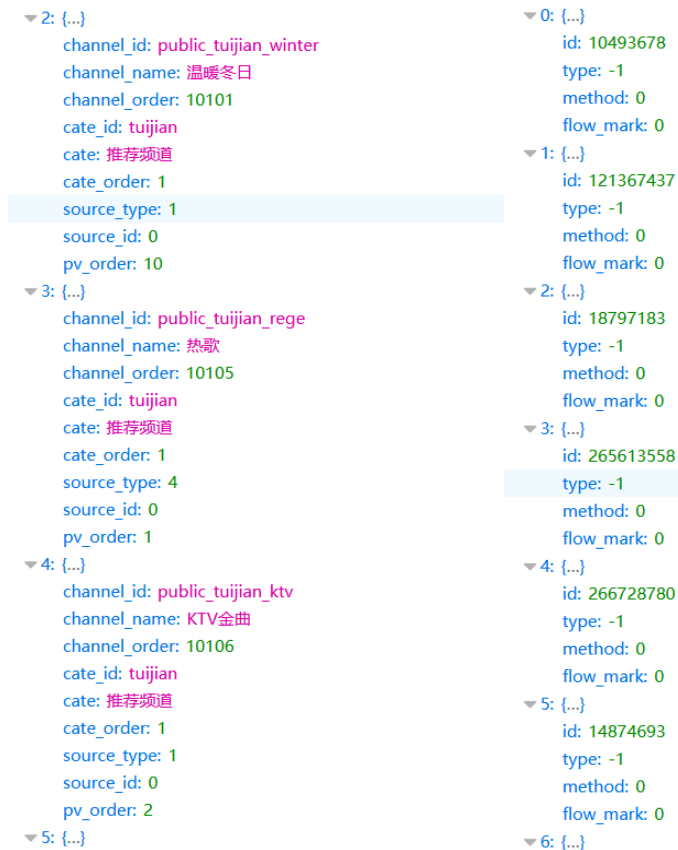 2: {…}
channel_id: public_tuijian_winter
channel_name: 温暖冬日
channel_order: 10101
cate_id: tuijian
cate: 推荐频道
cate_order: 1
source_type: 1
source_id: 0
pv_order: 10
3: {…}
channel_id: public_tuijian_rege
channel_name: 热歌
channel_order: 10105
cate_id: tuijian
cate: 推荐频道
cate_order: 1
source_type: 4
source_id: 0
pv_order: 1
4: {…}
channel_id: public_tuijian_ktv
channel_name: KTV金曲
channel_order: 10106
cate_id: tuijian
cate: 推荐频道
cate_order: 1
source_type: 1
source_id: 0
pv_order: 2
5: {…}
0: {…}
id: 10493678
type: -1
method: 0
flow_mark: 0
1: {…}
id: 121367437
type: -1
method: 0
flow_mark: 0
2: {…}
id: 18797183
type: -1
method: 0
flow_mark: 0
3: {…}
id: 265613558
type: -1
method: 0
flow_mark: 0
4: {…}
id: 266728780
type: -1
method: 0
flow_mark: 0
5: {…}
id: 14874693
type: -1
method: 0
flow_mark: 0
6: {…}